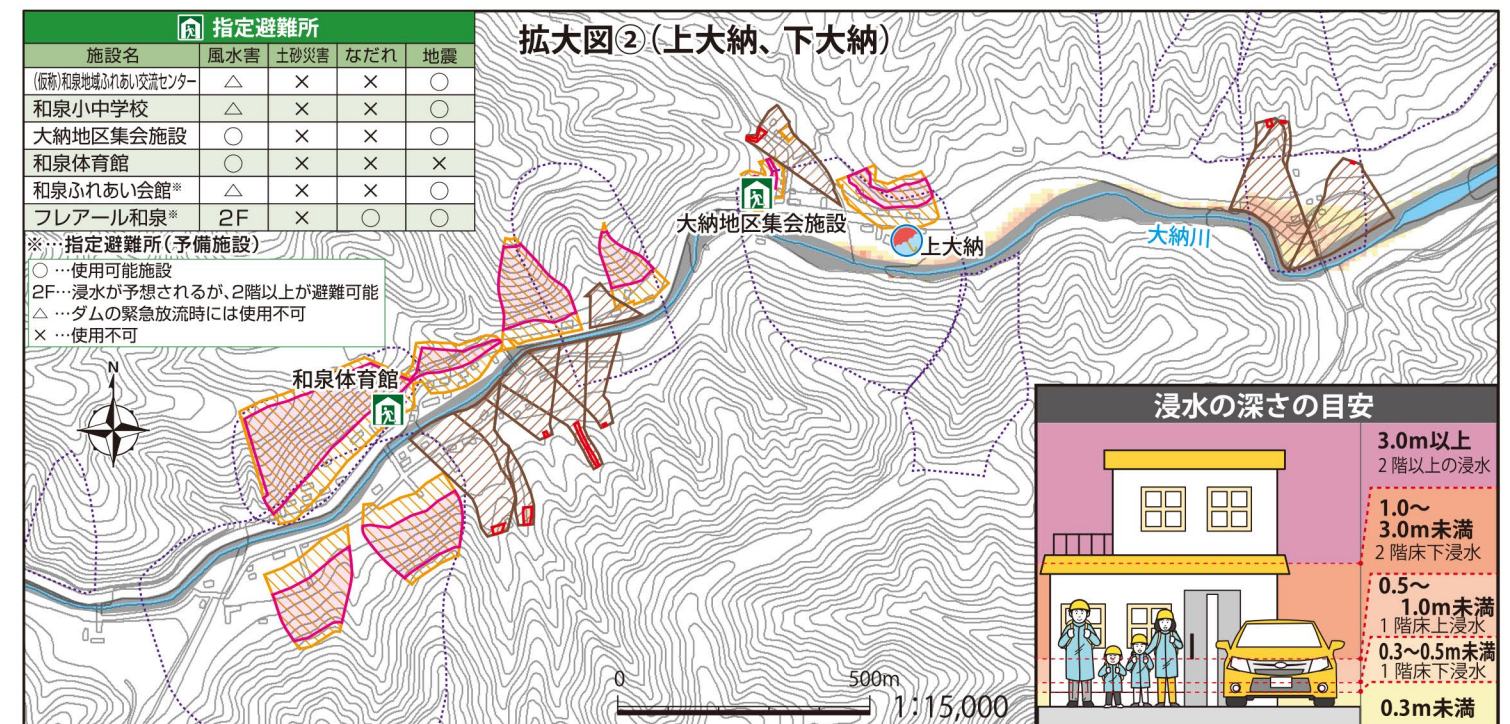 指定避難所
施設名 風水害 土砂災害 なだれ 地震
(仮称)和泉地域ふれあい交流センター △ × × ○
和泉小中学校 △ × × ○
大納地区集会施設 ○ × × ○
和泉体育館 ○ × × ×
和泉ふれあい会館※ △ × × ○
フレアール和泉※ 2F × ○ ○
※…指定避難所(予備施設)
○ …使用可能施設
2F…浸水が予想されるが、2階以上が避難可能
△ …ダムの緊急放流時には使用不可
× …使用不可
拡大図②(上大納、下大納)
大納地区集会施設
上大納
大納川
和泉体育館
N
0 500m
1:15,000
浸水の深さの目安
3.0m以上
2階以上の浸水
1.0〜
3.0m未満
2階床下浸水
0.5〜
1.0m未満
1階床上浸水
0.3〜0.5m未満
1階床下浸水
0.3m未満